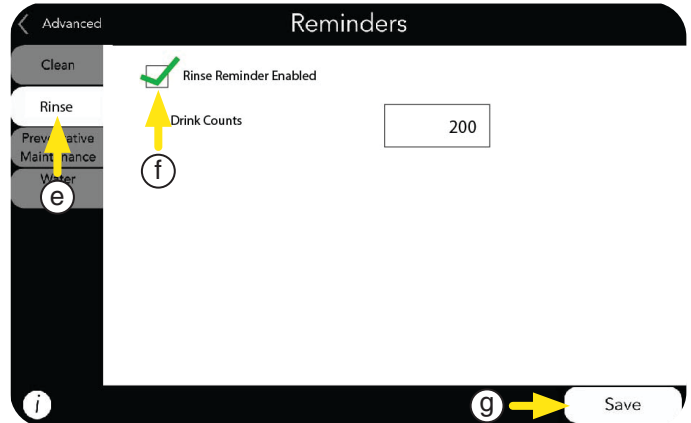 Advanced
Reminders
Clean
Rinse Reminder Enabled
Rinse
Drink Counts
200
Maintenance
Water
e
f
i
g
Save